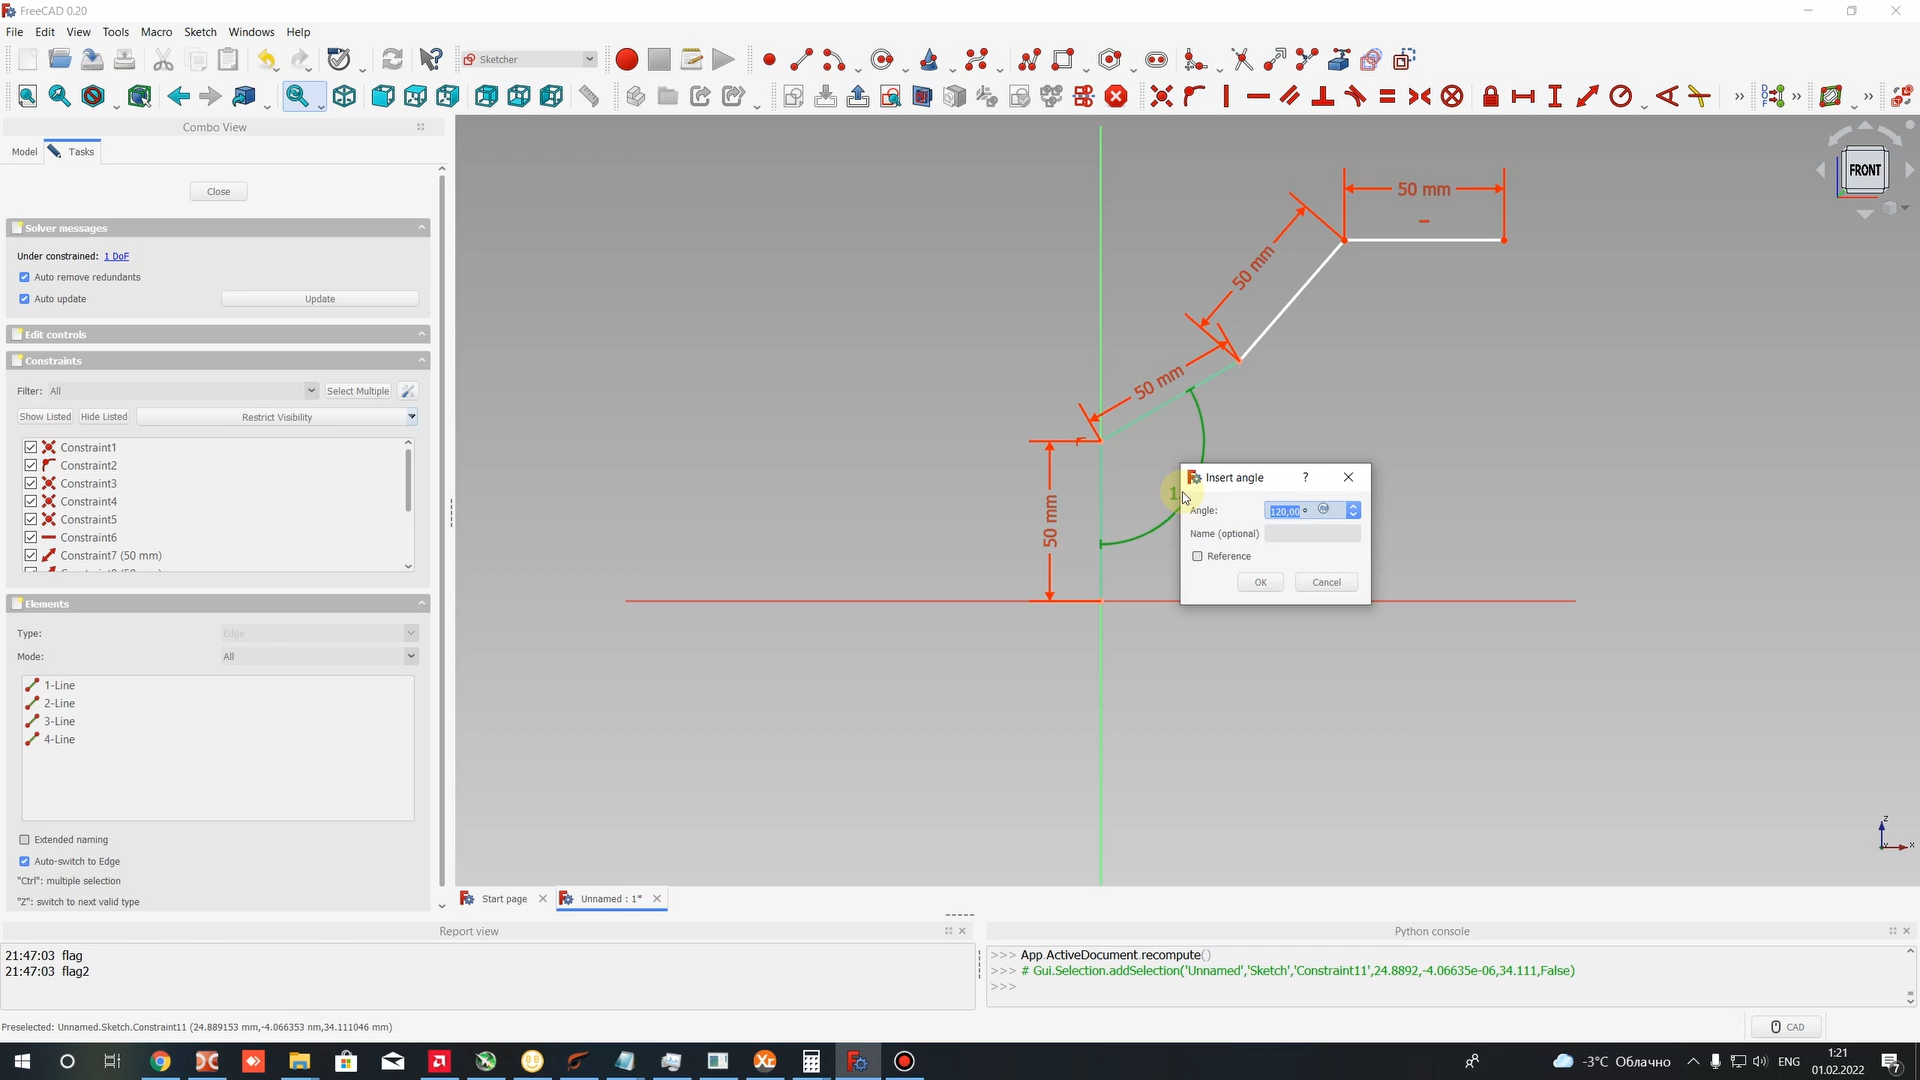 FreeCAD 0.20
File Edit View Tools Macro Sketch Windows Help
Sketcher
Combo View
Model Tasks
Close
Solver messages
Under constrained: 1 DoF
Auto remove redundants
Auto update Update
Edit controls
Constraints
Filter: All Select Multiple
Show Listed Hide Listed Restrict Visibility
Constraint1
Constraint2
Constraint3
Constraint4
Constraint5
Constraint6
Constraint7 (50 mm)
Elements
Type: Edge
Mode: All
1-Line
2-Line
3-Line
4-Line
Extended naming
Auto-switch to Edge
"Ctrl": multiple selection
"Z": switch to next valid type
50 mm
50 mm
50 mm
50 mm
1
FRONT
Insert angle ?
Angle: 120,00 °
Name (optional)
Reference
OK Cancel
z
x
Start page Unnamed : 1*
Report view
21:47:03 flag
21:47:03 flag2
Python console
>>> App.ActiveDocument.recompute()
>>> # Gui.Selection.addSelection('Unnamed','Sketch','Constraint11',24.8892,-4.06635e-06,34.111,False)
>>>
Preselected: Unnamed.Sketch.Constraint11 (24.889153 mm,-4.066353 nm,34.111046 mm)
CAD
-3°C Облачно ENG 1:21
01.02.2022
7